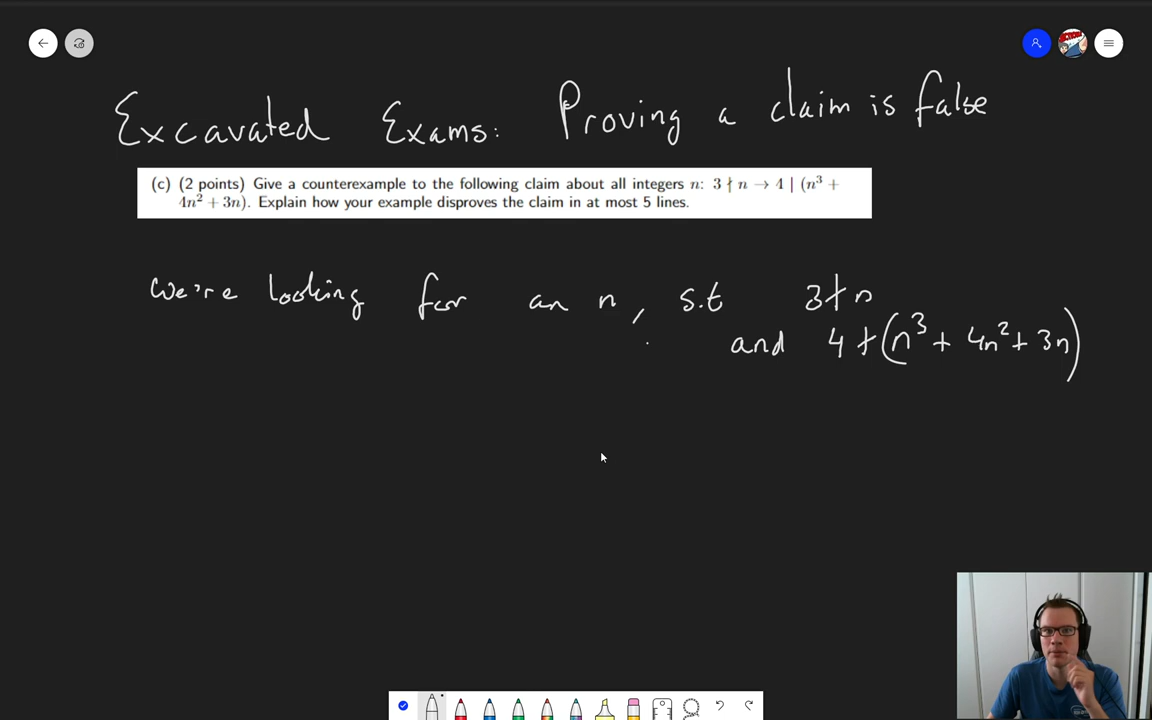 Excavated Exams: Proving a claim is false
(c) (2 points) Give a counterexample to the following claim about all integers n: 3 ∤ n → 4 | (n³ +
4n² + 3n). Explain how your example disproves the claim in at most 5 lines.
We're looking for an n, s.t 3 ∤ n
and 4 ∤ (n³ + 4n² + 3n)